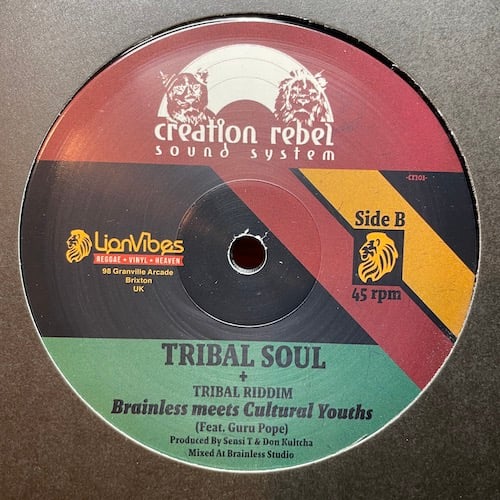 creation rebel
sound system
-CR103-
Side B
45 rpm
LionVibes
REGGAE + VINYL + HEAVEN
98 Granville Arcade
Brixton
UK
TRIBAL SOUL
+
TRIBAL RIDDIM
Brainless meets Cultural Youths
(Feat. Guru Pope)
Produced By Sensi T & Don Kultcha
Mixed At Brainless Studio